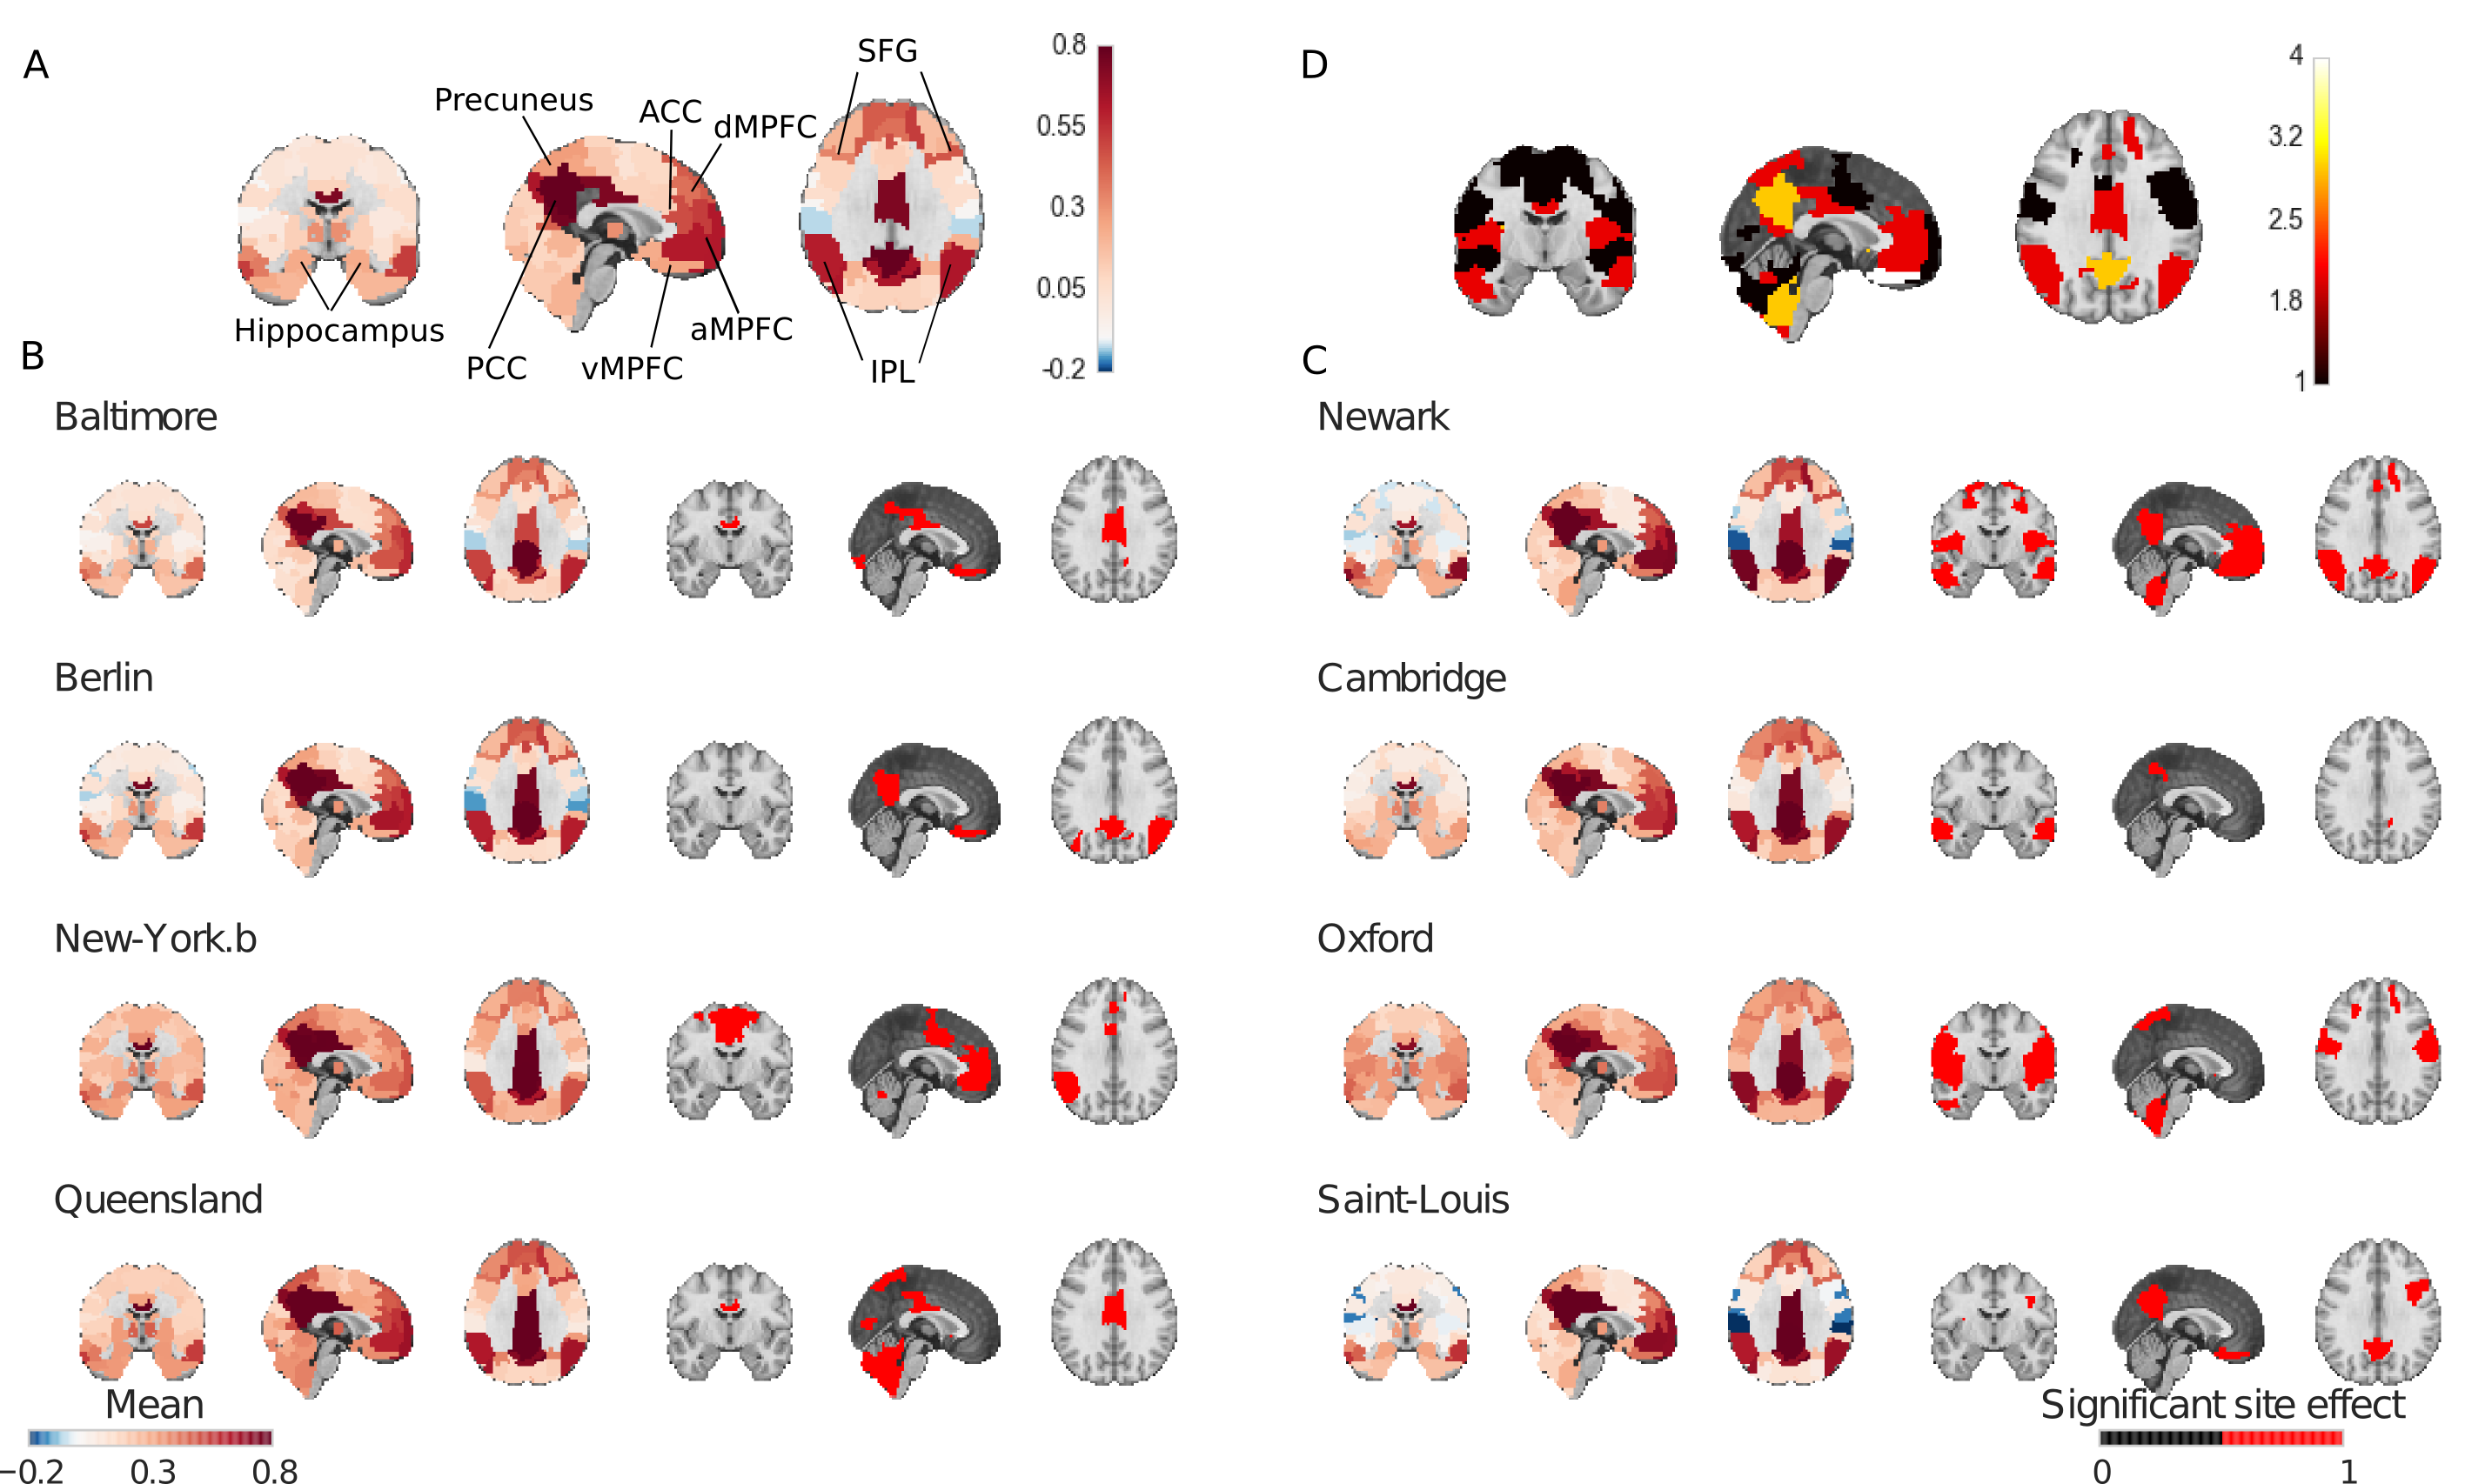 A
Precuneus
ACC
dMPFC
SFG
0.8
0.55
0.3
0.05
-0.2
Hippocampus
PCC
vMPFC
aMPFC
IPL
D
4
3.2
2.5
1.8
1
B
C
Baltimore
Newark
Berlin
Cambridge
New-York.b
Oxford
Queensland
Saint-Louis
Mean
−0.2 0.3 0.8
Significant site effect
0 1